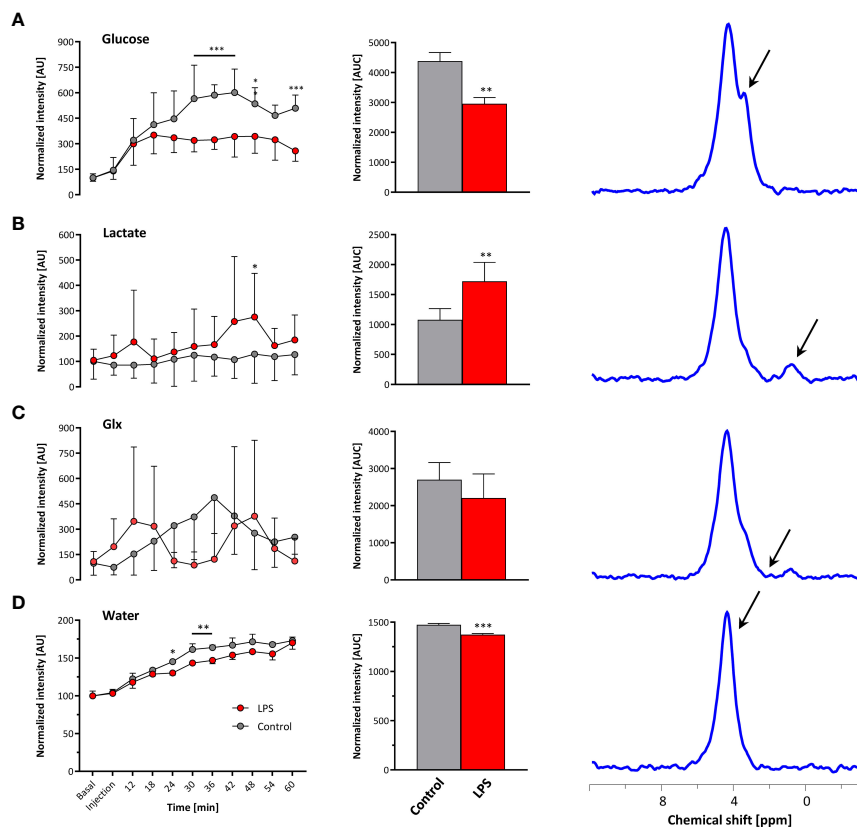 A
Glucose
Normalized intensity [AU]
900
750
600
450
300
150
0
***
*
*
***
Normalized intensity [AUC]
5000
4000
3000
2000
1000
0
**
B
Lactate
Normalized intensity [AU]
600
500
400
300
200
100
0
*
Normalized intensity [AUC]
2500
2000
1500
1000
500
0
**
C
Glx
Normalized intensity [AU]
900
750
600
450
300
150
0
Normalized intensity [AUC]
4000
3000
2000
1000
0
D
Water
Normalized intensity [AU]
200
150
100
50
0
*
**
LPS
Control
Basal
Injection
12
18
24
30
36
42
48
54
60
Time [min]
Normalized intensity [AUC]
1500
1000
500
0
***
Control
LPS
8
4
0
Chemical shift [ppm]